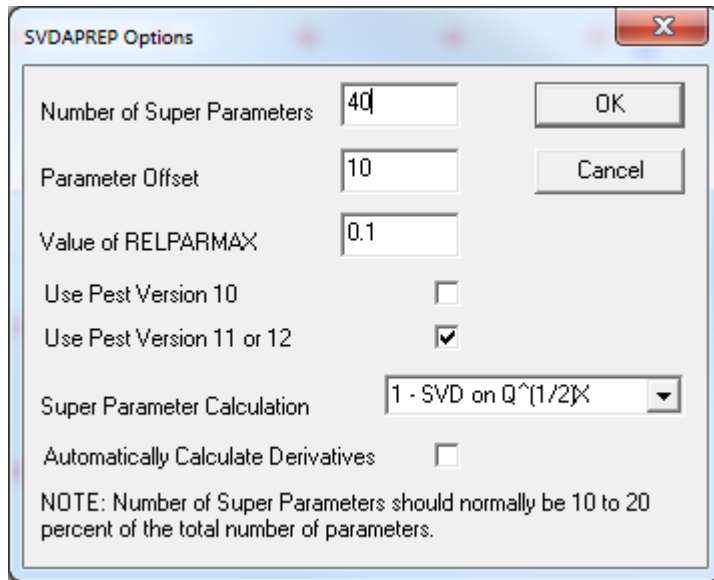 SVDAPREP Options
Number of Super Parameters 40 OK
Parameter Offset 10 Cancel
Value of RELPARMAX 0.1
Use Pest Version 10
Use Pest Version 11 or 12
Super Parameter Calculation 1 - SVD on Q^(1/2)X
Automatically Calculate Derivatives
NOTE: Number of Super Parameters should normally be 10 to 20
percent of the total number of parameters.